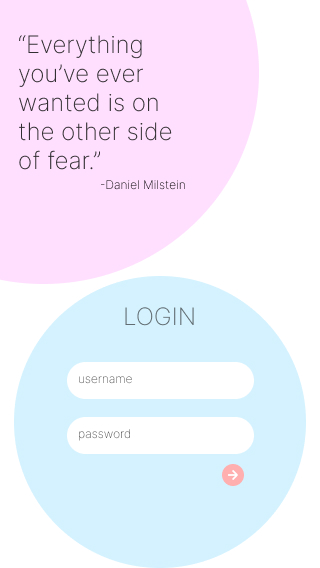 “Everything
you’ve ever
wanted is on
the other side
of fear.”
-Daniel Milstein
LOGIN
username
password